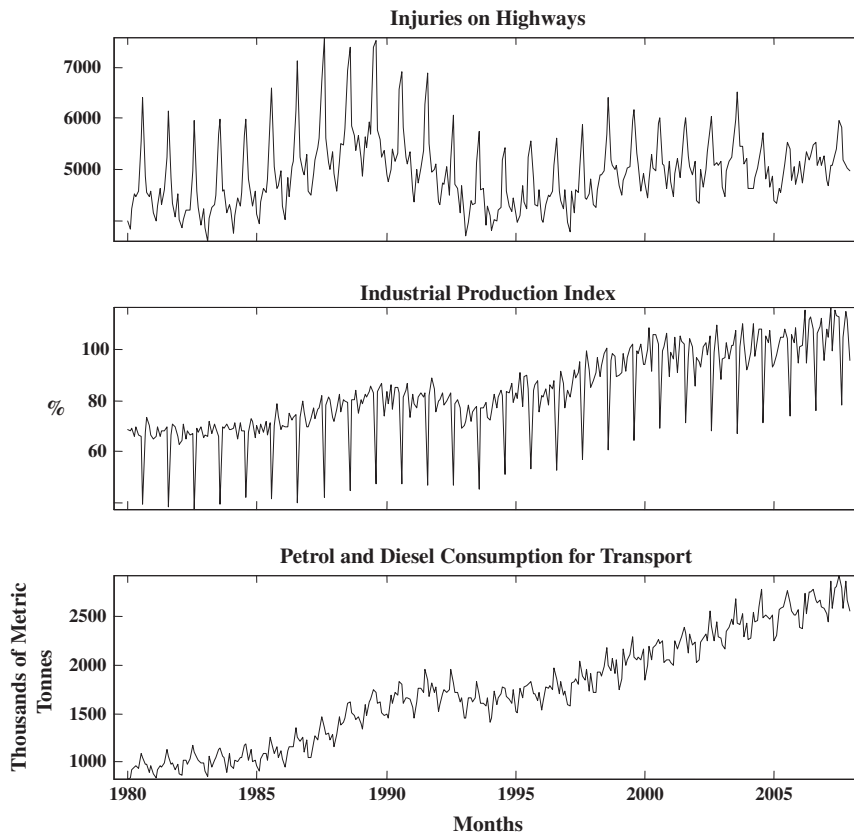 Injuries on Highways
7000
6000
5000
Industrial Production Index
100
80
60
%
Petrol and Diesel Consumption for Transport
Thousands of Metric
Tonnes
2500
2000
1500
1000
1980 1985 1990 1995 2000 2005
Months